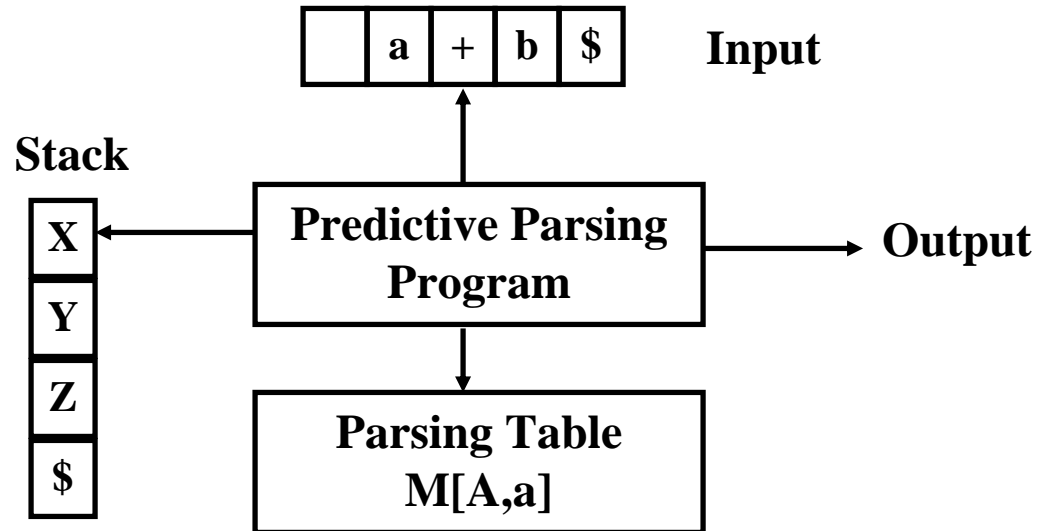 a + b $ Input
Stack
X
Y
Z
$
Predictive Parsing
Program
Output
Parsing Table
M[A,a]